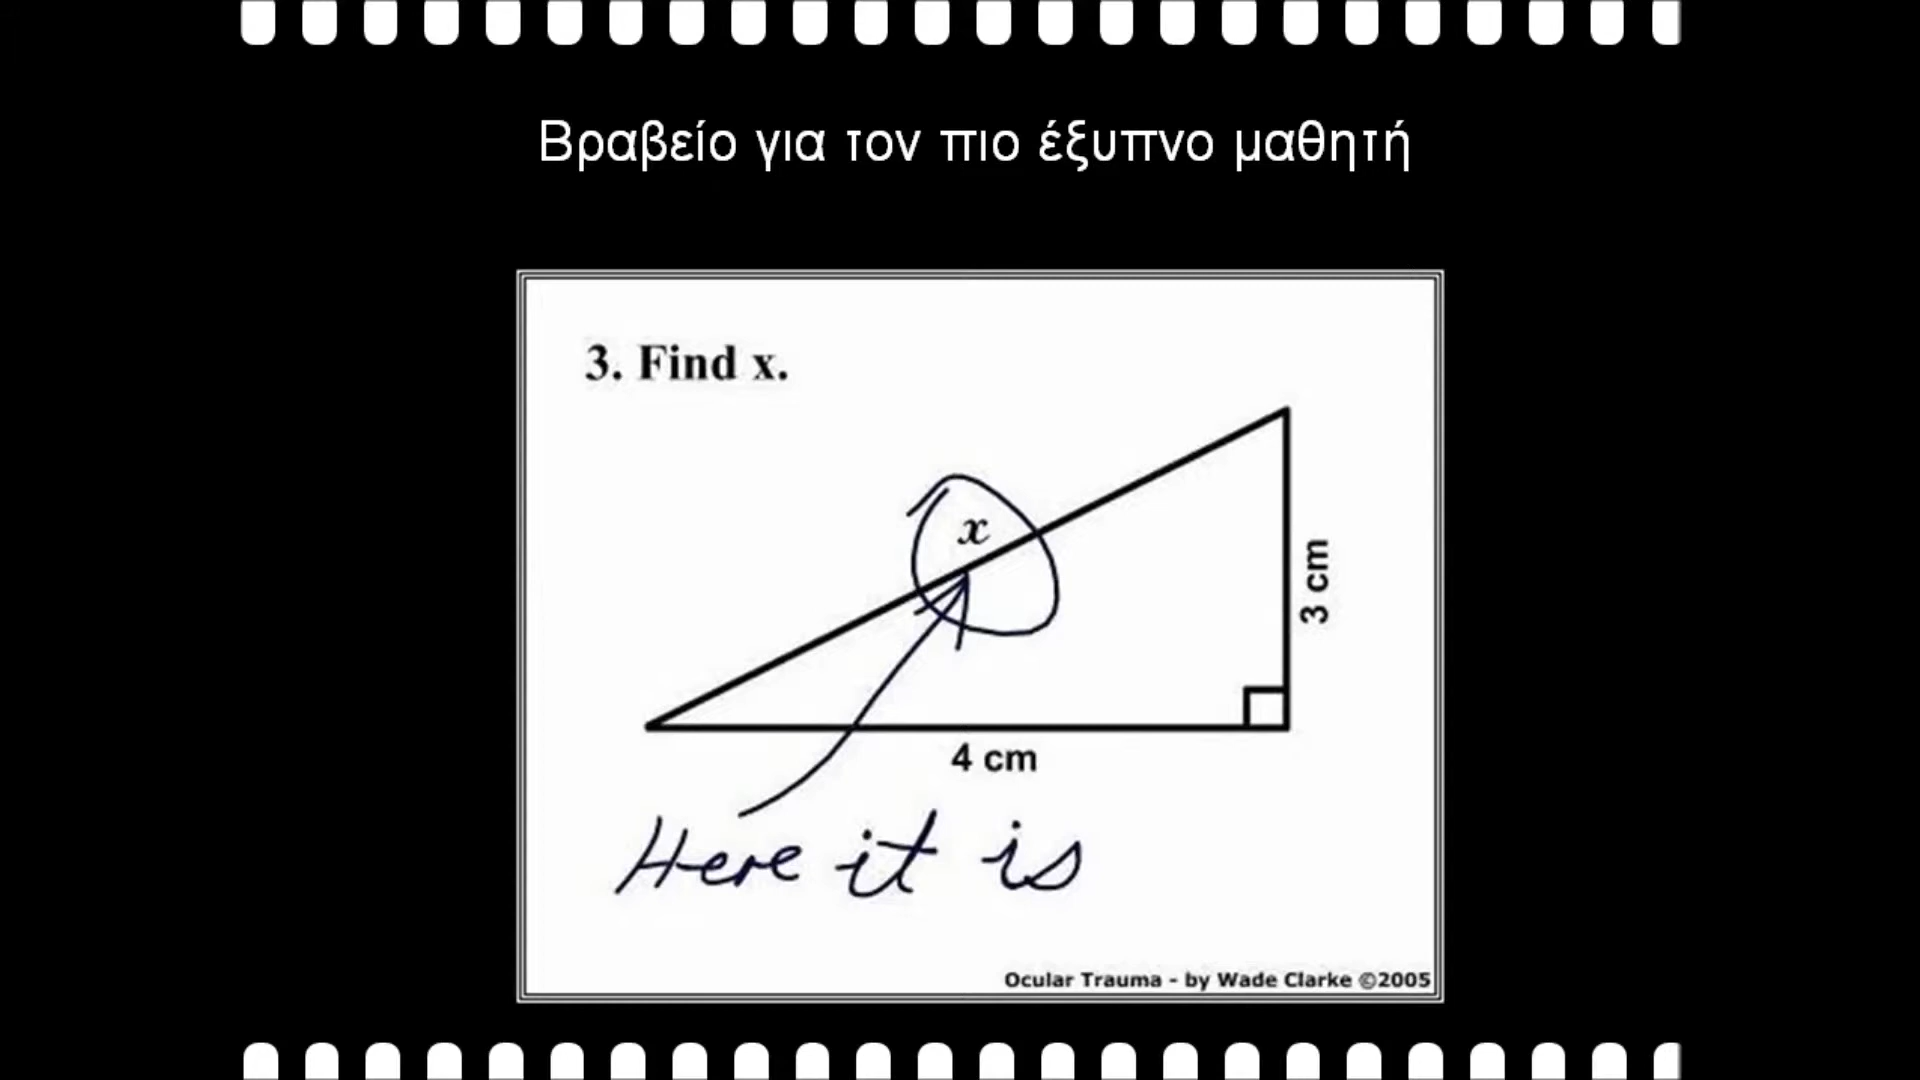 Βραβείο για τον πιο έξυπνο μαθητή
3. Find x.
x
3 cm
4 cm
Here it is
Ocular Trauma - by Wade Clarke ©2005